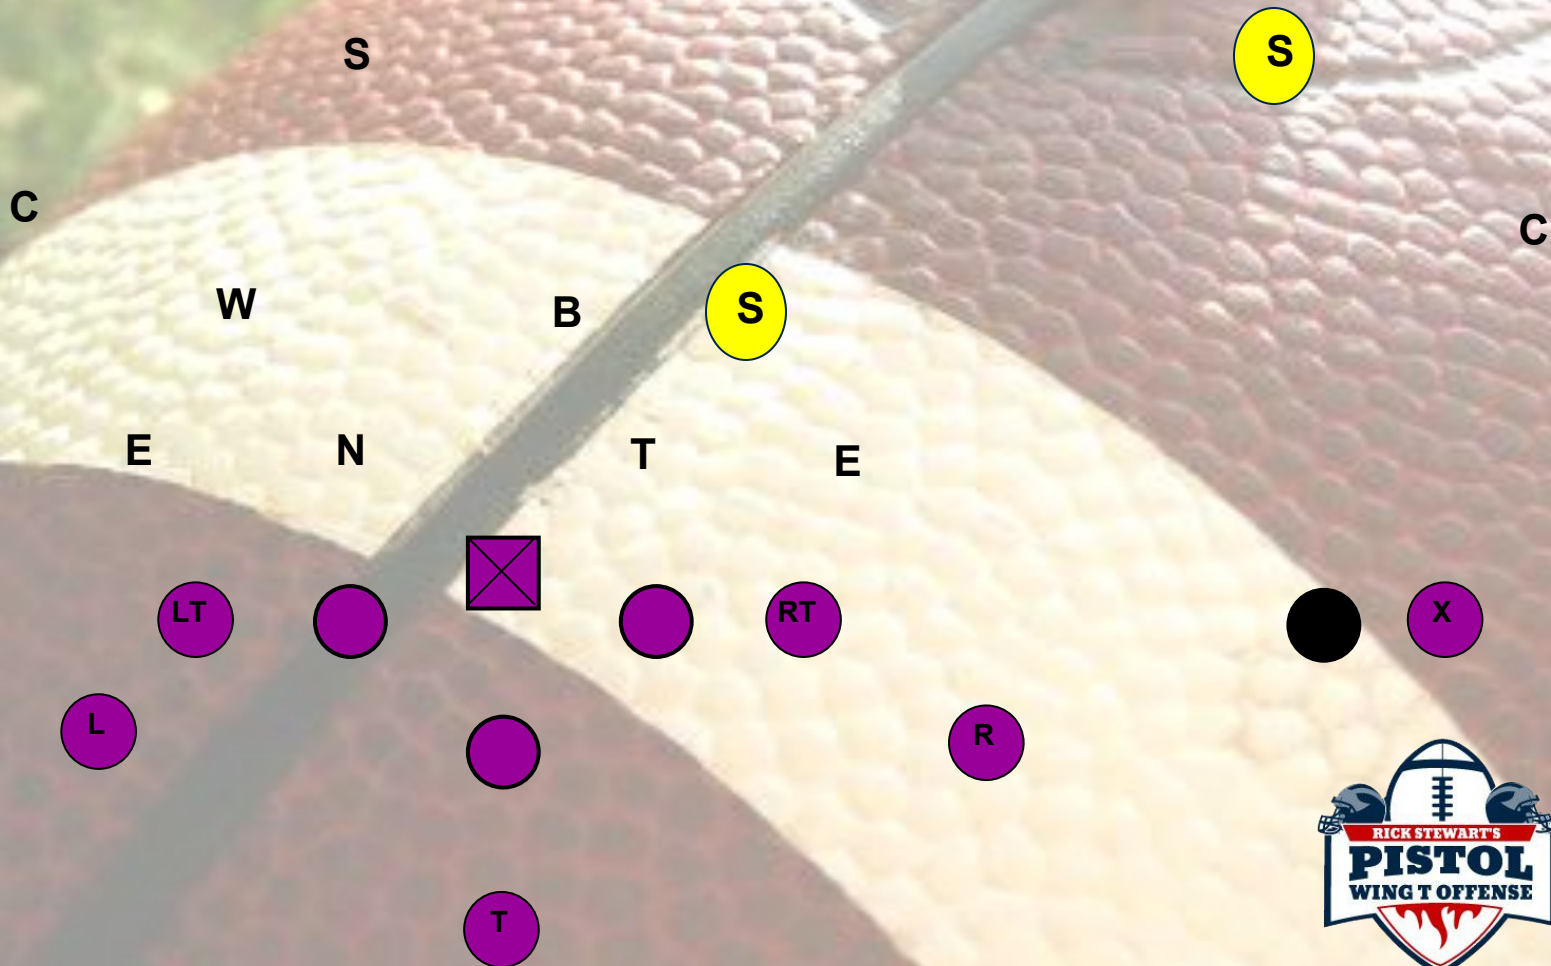 S S
C C
W B S
E N T E
LT RT X
L R
T
RICK STEWART'S
PISTOL
WING T OFFENSE